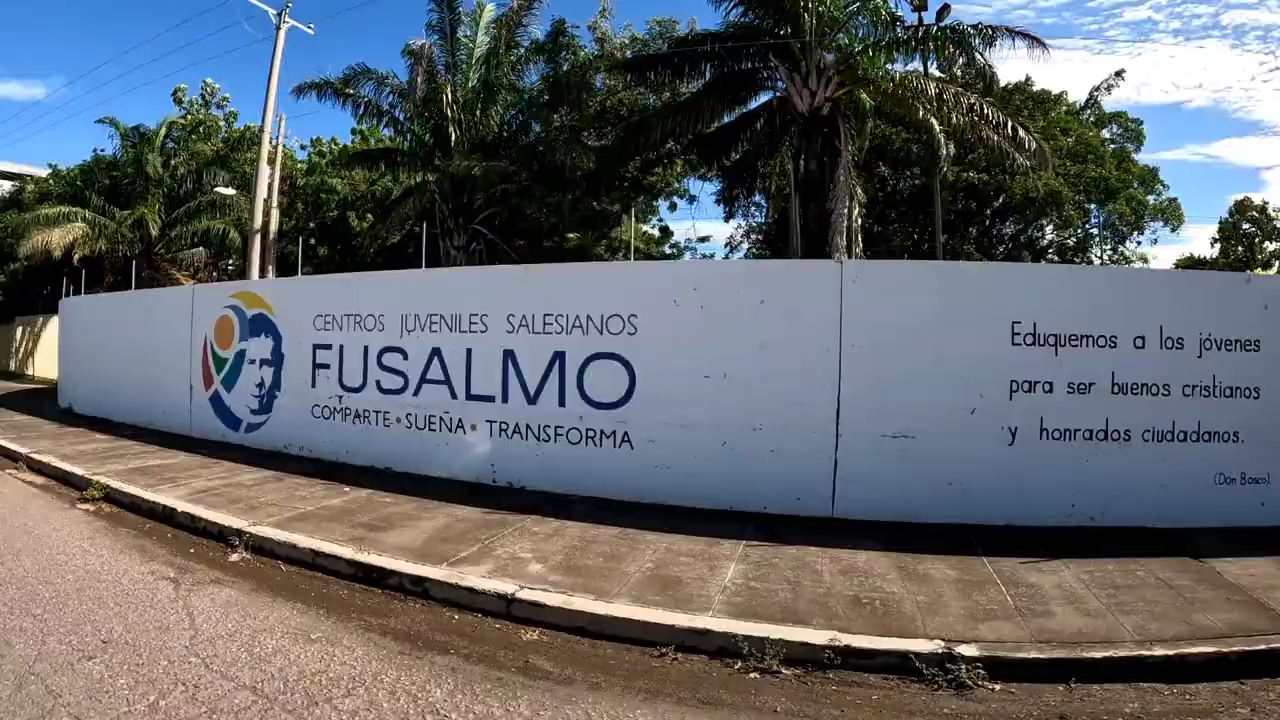 CENTROS JUVENILES SALESIANOS
FUSALMO
COMPARTE • SUEÑA • TRANSFORMA
Eduquemos a los jóvenes
para ser buenos cristianos
y honrados ciudadanos.
(Don Bosco).